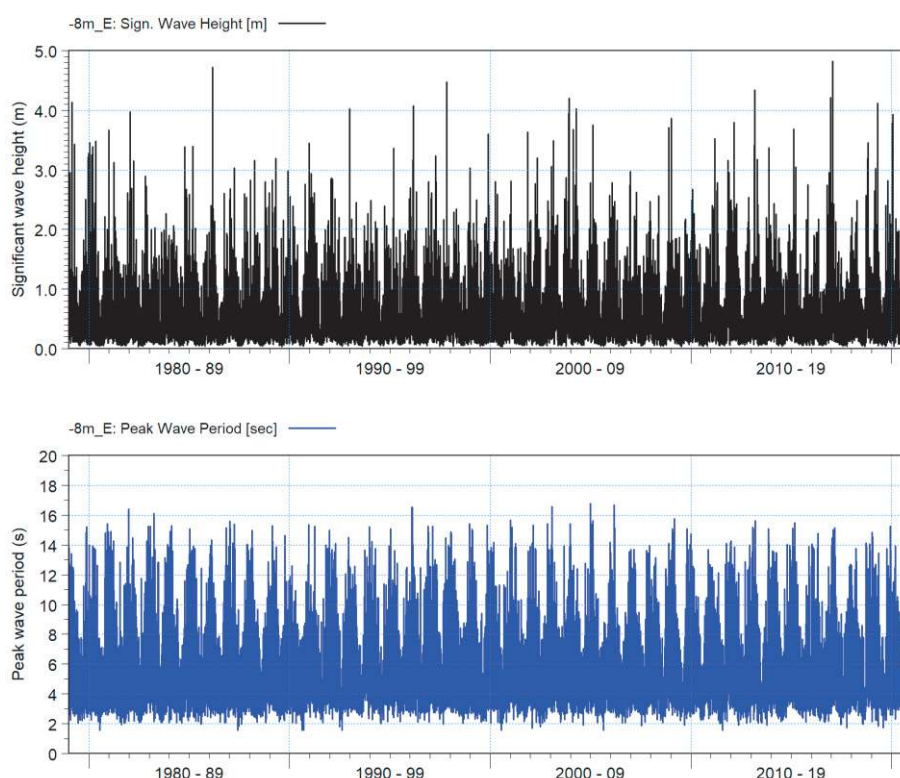 -8m_E: Sign. Wave Height [m]
Significant wave height (m)
5.0
4.0
3.0
2.0
1.0
0.0
1980 - 89 1990 - 99 2000 - 09 2010 - 19
-8m_E: Peak Wave Period [sec]
Peak wave period (s)
20
18
16
14
12
10
8
6
4
2
0
1980 - 89 1990 - 99 2000 - 09 2010 - 19